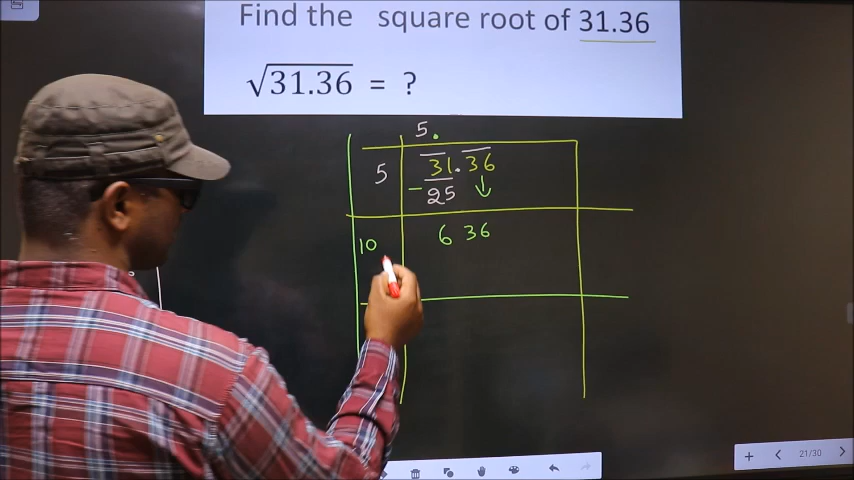 Find the square root of 31.36
√31.36 = ?
5.
5 31.36
− 25
10 6 36
21/30